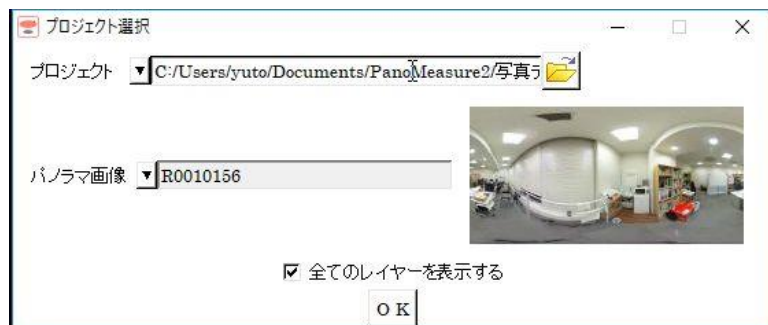 プロジェクト選択
プロジェクト ▼ C:/Users/yuto/Documents/PanoMeasure2/写真
パノラマ画像 ▼ R0010156
全てのレイヤーを表示する
OK